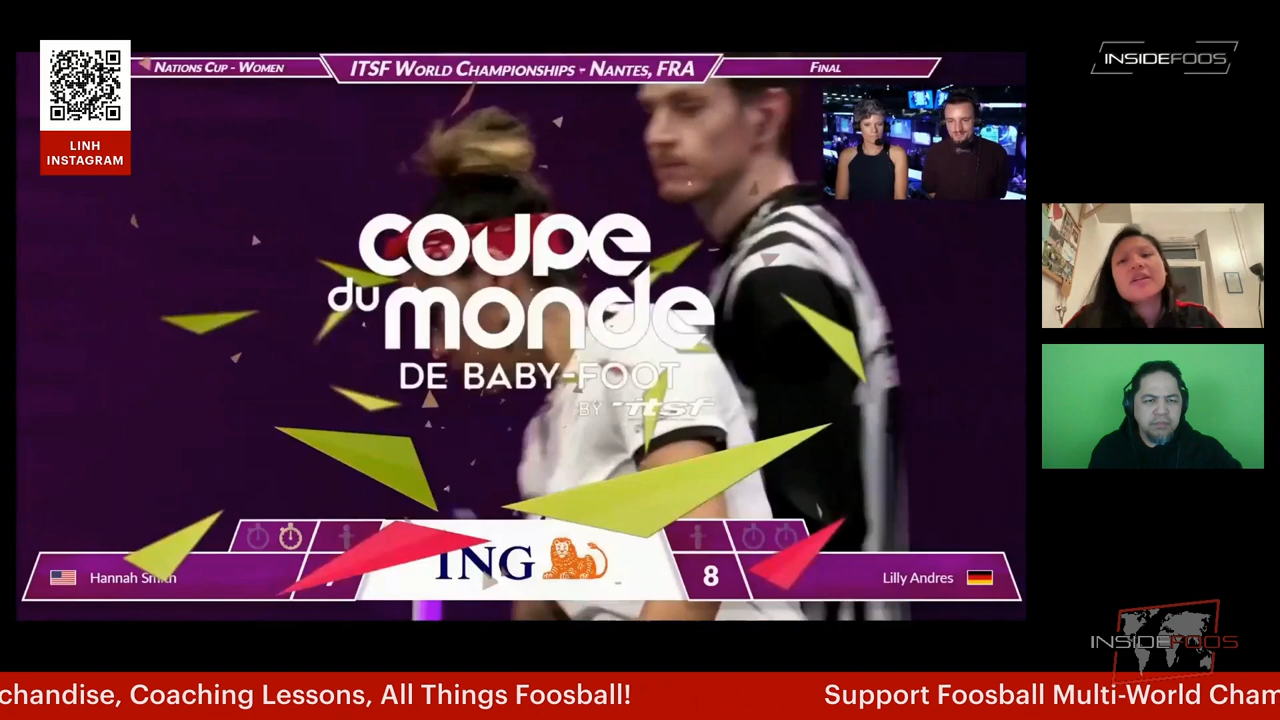 LINH
INSTAGRAM
Nations Cup - Women
ITSF World Championships - Nantes, FRA
Final
INSIDEFOOS
coupe
du monde
DE BABY-FOOT
BY itsf
ING
Hannah Smith
8
Lilly Andres
INSIDEFOOS
chandise, Coaching Lessons, All Things Foosball!
Support Foosball Multi-World Cham